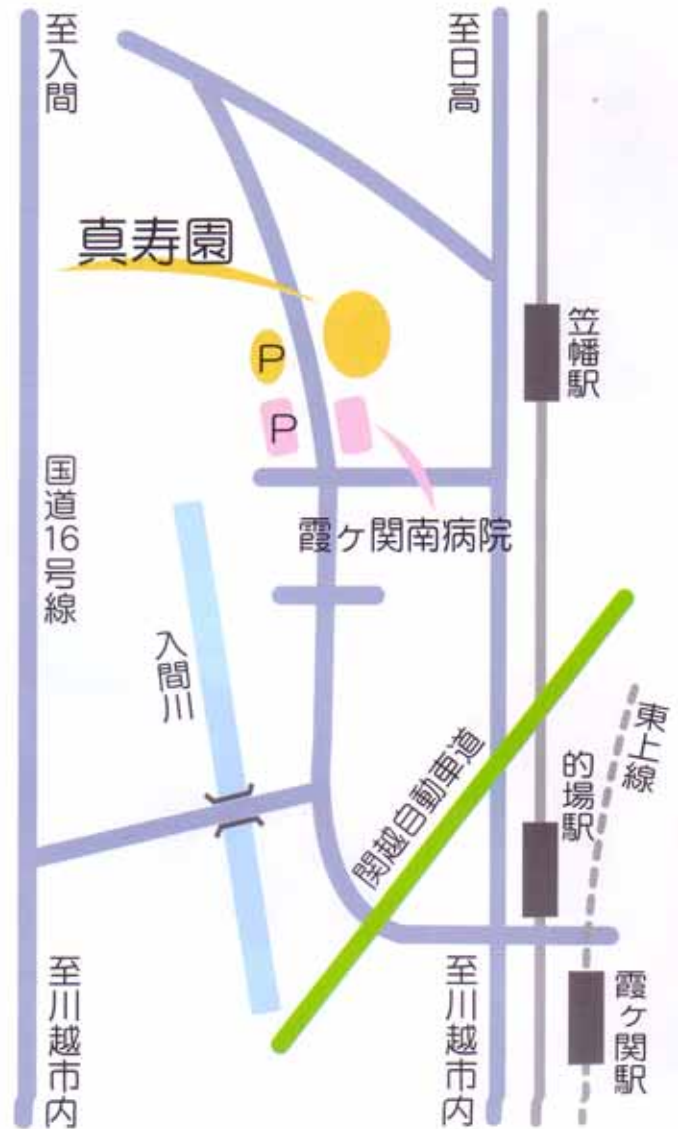 至入間
至日高
真寿園
笠幡駅
P
P
国道16号線
霞ヶ関南病院
入間川
東上線
関越自動車道
的場駅
至川越市内
至川越市内
霞ヶ関駅